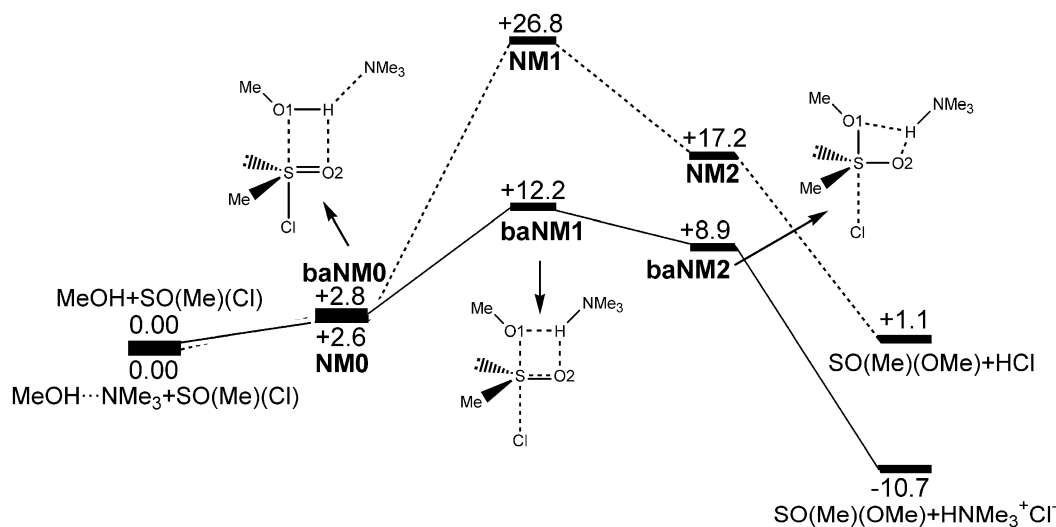 +26.8
NM1
NMe3
Me
O1
H
S
O2
Me
Cl
Me
O1
H
NMe3
S
O2
Me
Cl
+17.2
NM2
+12.2
baNM1
+8.9
baNM2
baNM0
+2.8
+2.6
NM0
MeOH+SO(Me)(Cl)
0.00
0.00
MeOH···NMe3+SO(Me)(Cl)
Me
O1
H
NMe3
S
O2
Me
Cl
+1.1
SO(Me)(OMe)+HCl
-10.7
SO(Me)(OMe)+HNMe3+Cl-